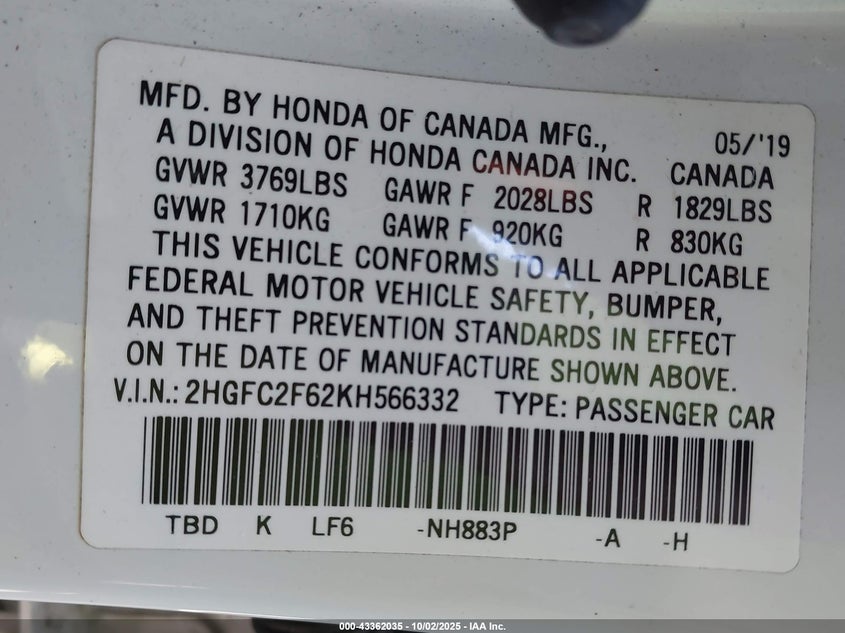 MFD. BY HONDA OF CANADA MFG., 05/'19
A DIVISION OF HONDA CANADA INC. CANADA
GVWR 3769LBS GAWR F 2028LBS R 1829LBS
GVWR 1710KG GAWR F 920KG R 830KG
THIS VEHICLE CONFORMS TO ALL APPLICABLE
FEDERAL MOTOR VEHICLE SAFETY, BUMPER,
AND THEFT PREVENTION STANDARDS IN EFFECT
ON THE DATE OF MANUFACTURE SHOWN ABOVE.
V.I.N.: 2HGFC2F62KH566332 TYPE: PASSENGER CAR
TBD K LF6 -NH883P -A -H
000-43362035 - 10/02/2025 - IAA Inc.